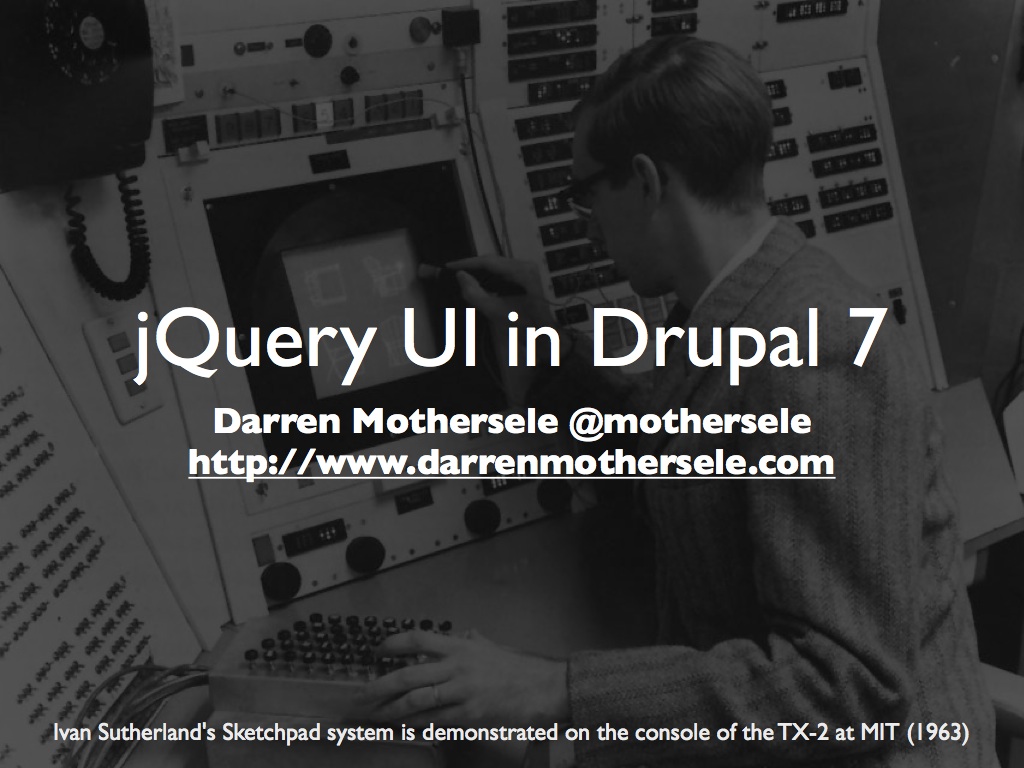 jQuery UI in Drupal 7
Darren Mothersele @mothersele
http://www.darrenmothersele.com
Ivan Sutherland's Sketchpad system is demonstrated on the console of the TX-2 at MIT (1963)